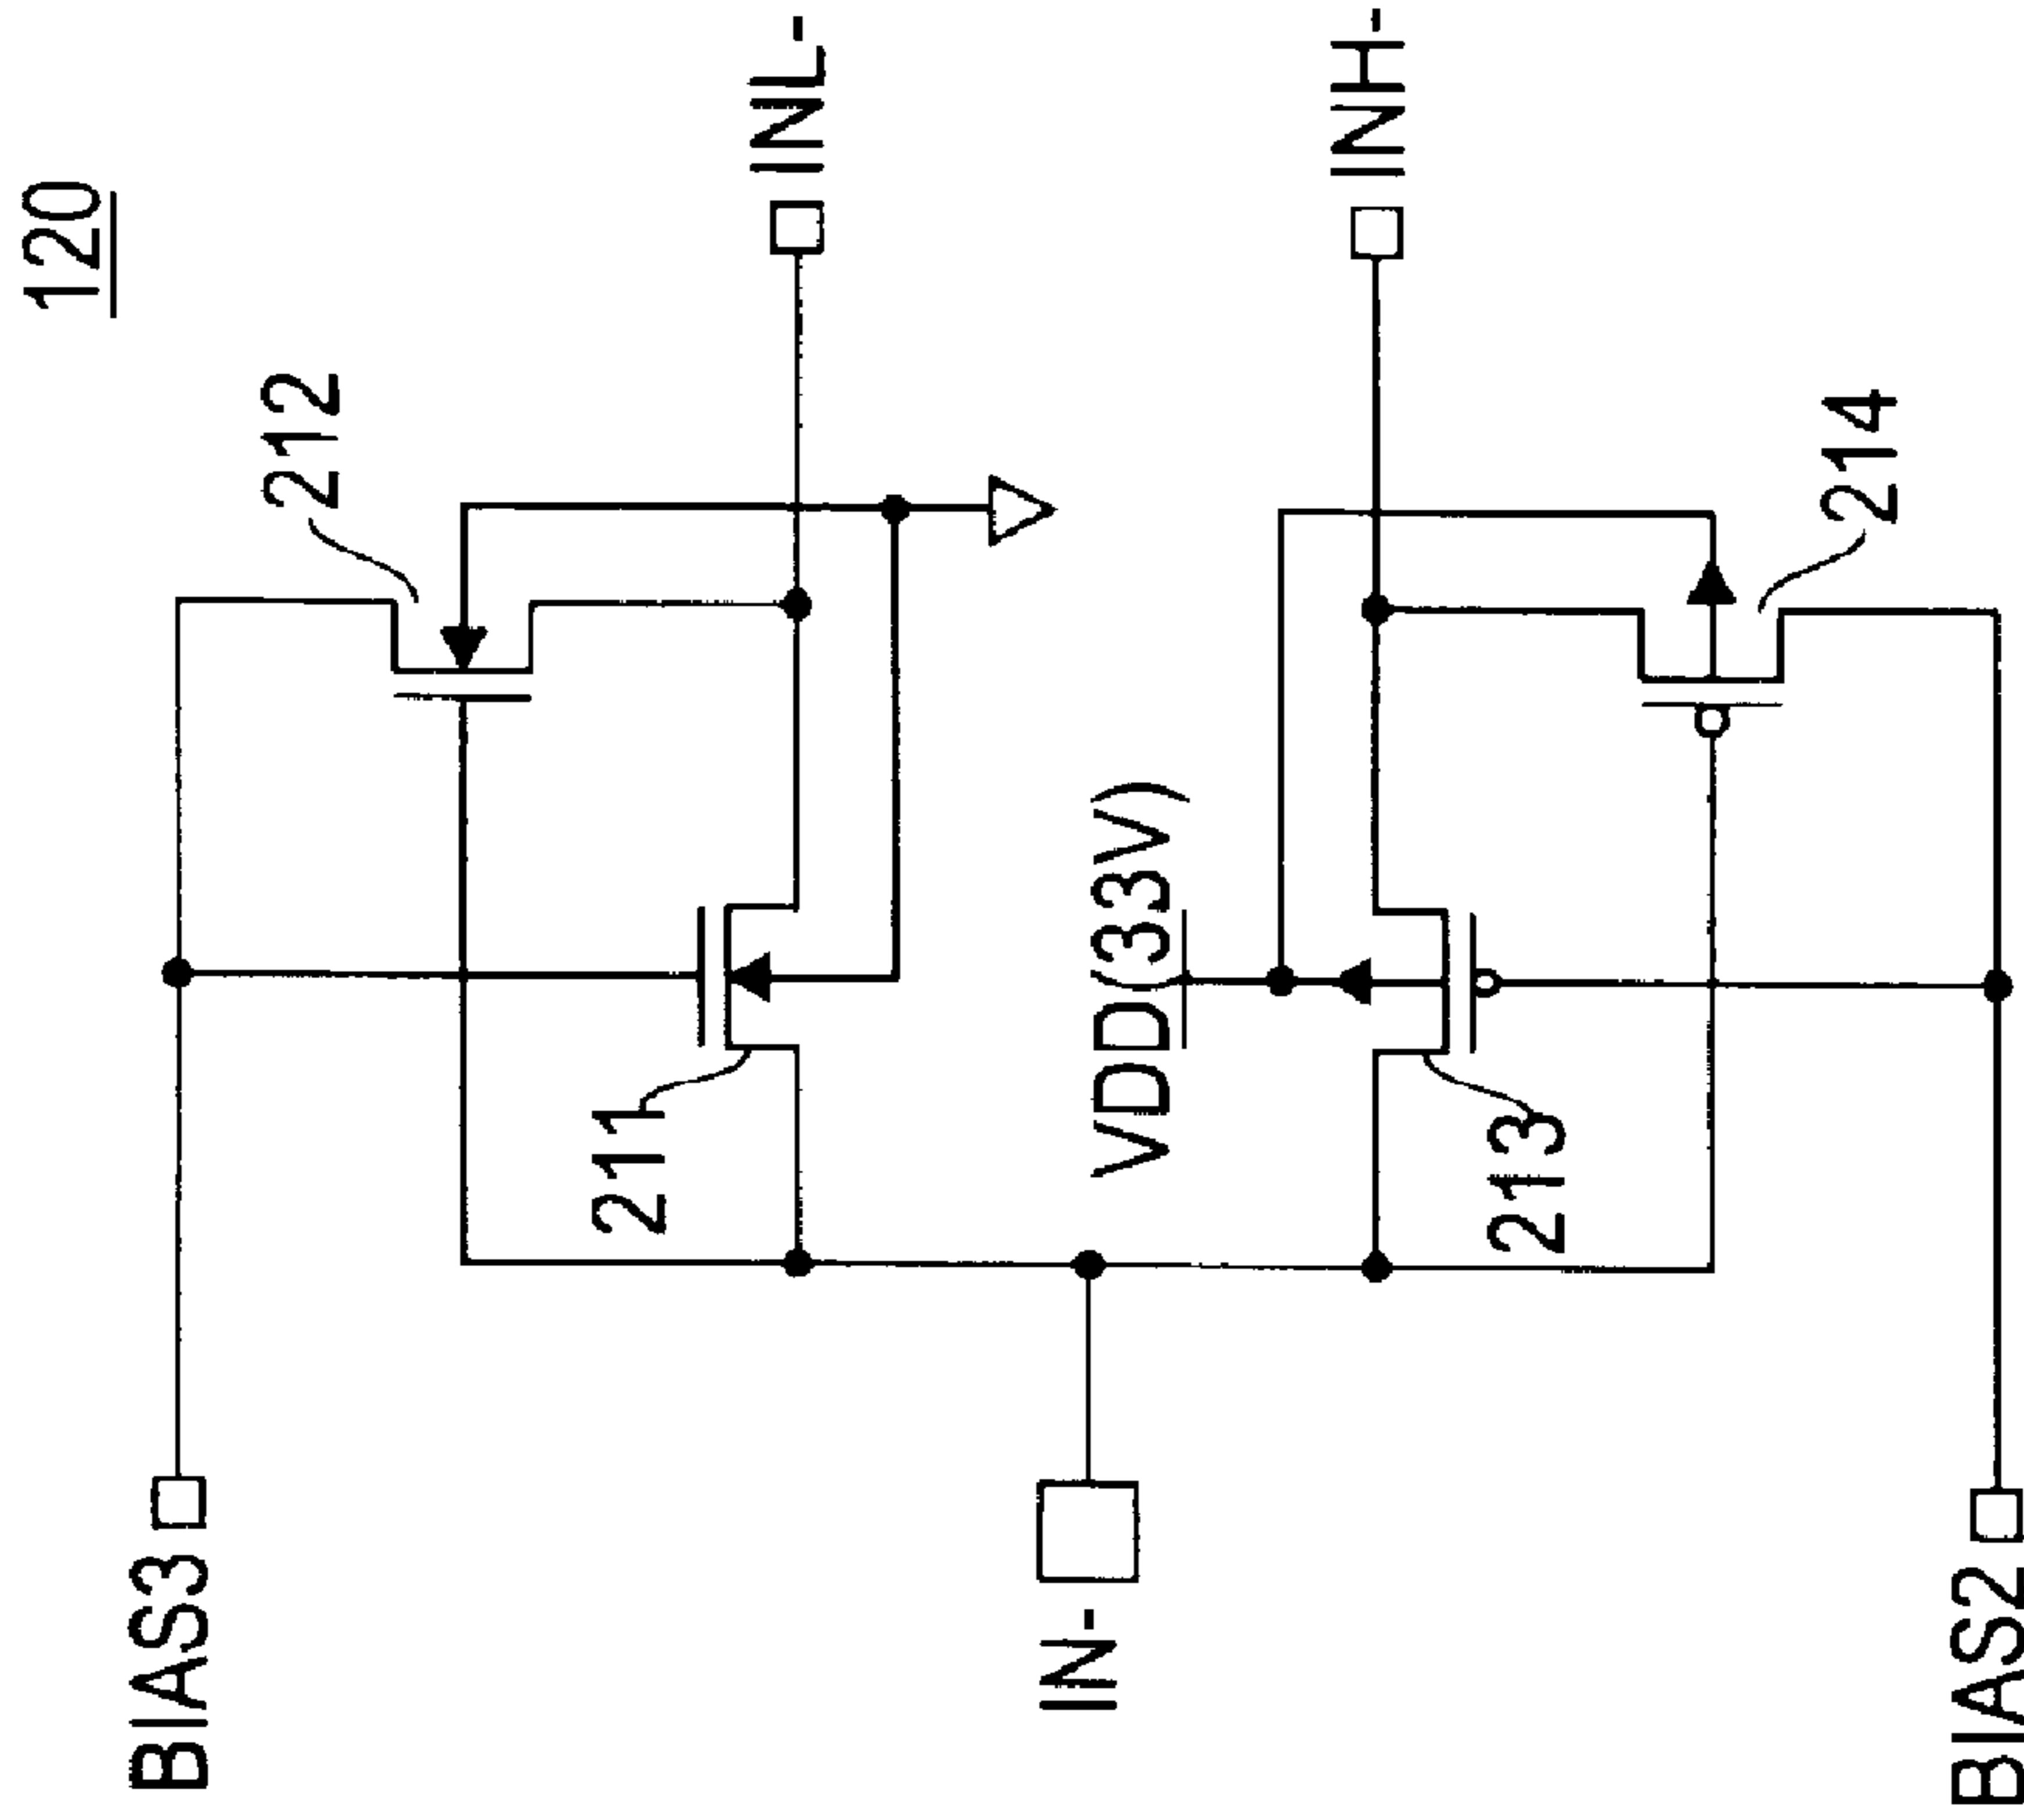 120
BIAS3
212
INL-
211
IN-
VDD(33V)
213
INH-
214
BIAS2